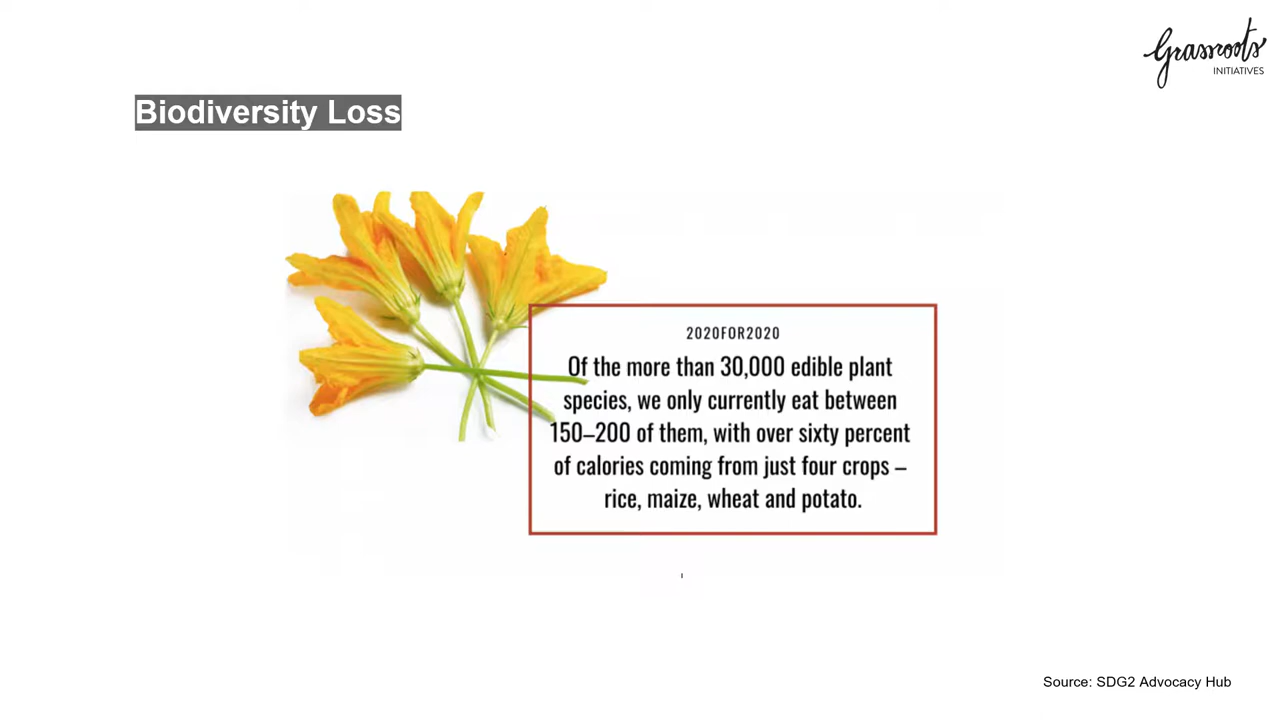 Grassroots
INITIATIVES
Biodiversity Loss
2020FOR2020
Of the more than 30,000 edible plant
species, we only currently eat between
150–200 of them, with over sixty percent
of calories coming from just four crops –
rice, maize, wheat and potato.
Source: SDG2 Advocacy Hub